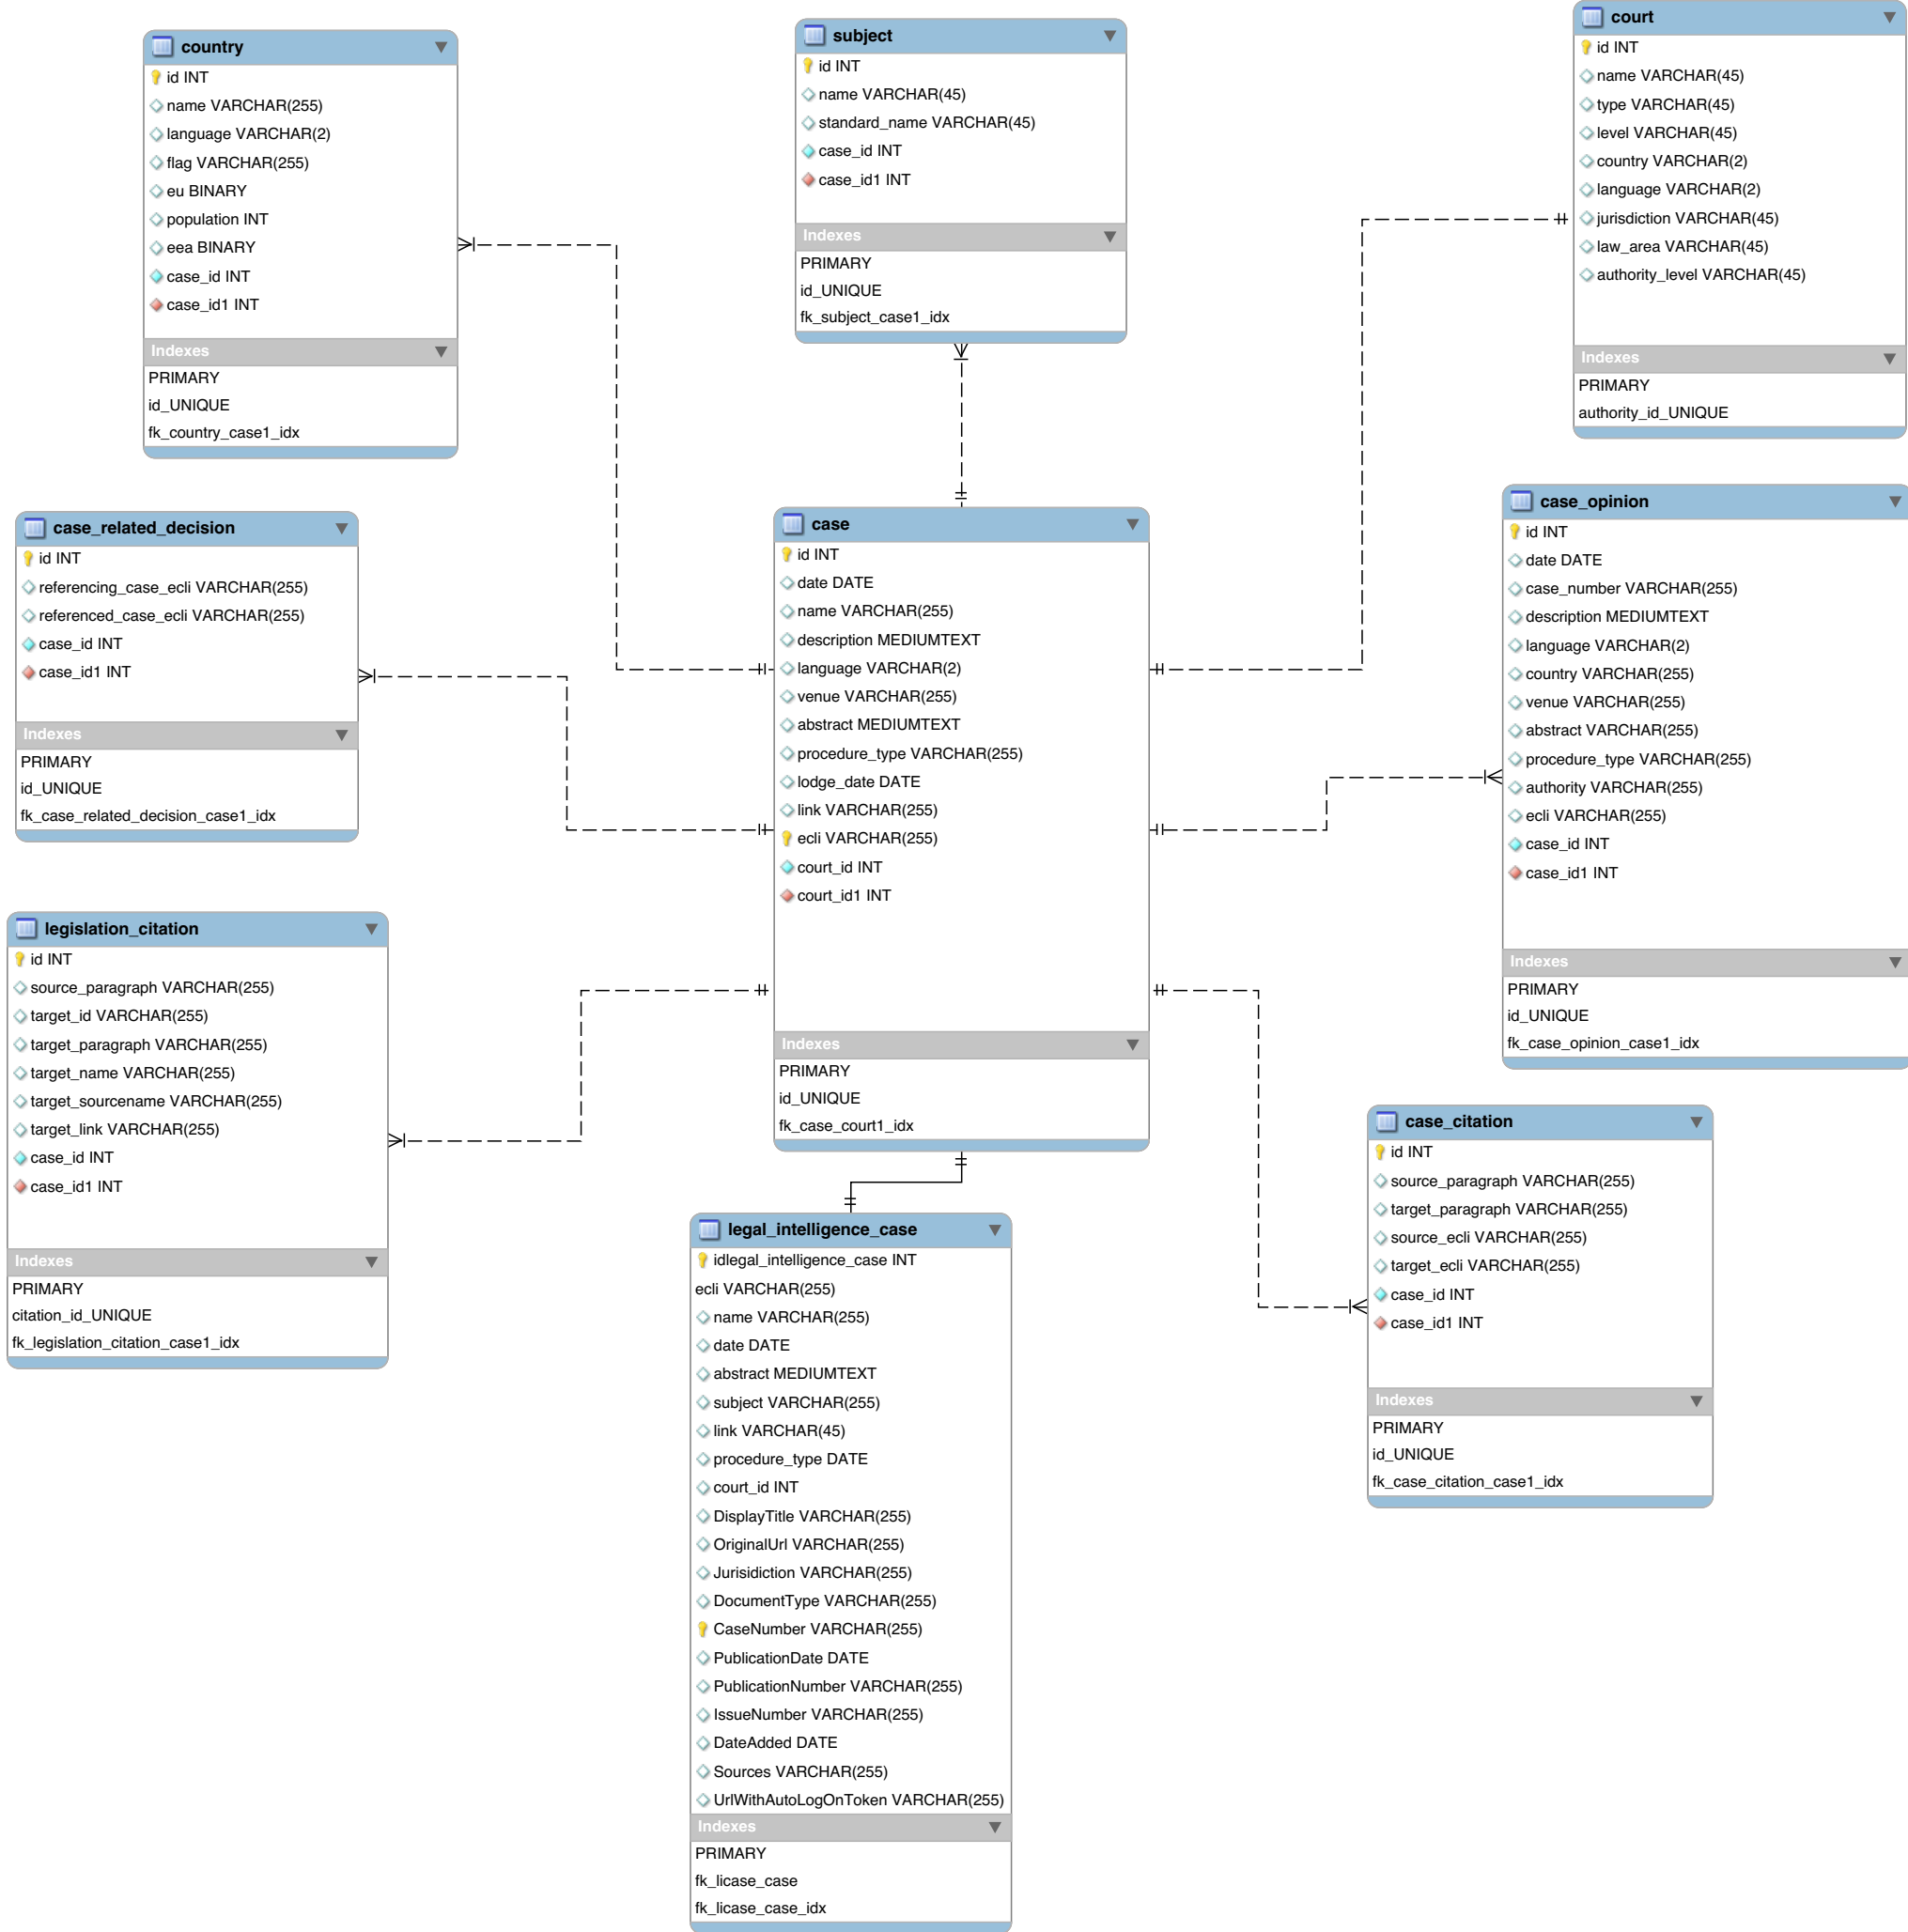 country
id INT
name VARCHAR(255)
language VARCHAR(2)
flag VARCHAR(255)
eu BINARY
population INT
eea BINARY
case_id INT
case_id1 INT
Indexes
PRIMARY
id_UNIQUE
fk_country_case1_idx
subject
id INT
name VARCHAR(45)
standard_name VARCHAR(45)
case_id INT
case_id1 INT
Indexes
PRIMARY
id_UNIQUE
fk_subject_case1_idx
court
id INT
name VARCHAR(45)
type VARCHAR(45)
level VARCHAR(45)
country VARCHAR(2)
language VARCHAR(2)
jurisdiction VARCHAR(45)
law_area VARCHAR(45)
authority_level VARCHAR(45)
Indexes
PRIMARY
authority_id_UNIQUE
case_related_decision
id INT
referencing_case_ecli VARCHAR(255)
referenced_case_ecli VARCHAR(255)
case_id INT
case_id1 INT
Indexes
PRIMARY
id_UNIQUE
fk_case_related_decision_case1_idx
case
id INT
date DATE
name VARCHAR(255)
description MEDIUMTEXT
language VARCHAR(2)
venue VARCHAR(255)
abstract MEDIUMTEXT
procedure_type VARCHAR(255)
lodge_date DATE
link VARCHAR(255)
ecli VARCHAR(255)
court_id INT
court_id1 INT
Indexes
PRIMARY
id_UNIQUE
fk_case_court1_idx
case_opinion
id INT
date DATE
case_number VARCHAR(255)
description MEDIUMTEXT
language VARCHAR(2)
country VARCHAR(255)
venue VARCHAR(255)
abstract VARCHAR(255)
procedure_type VARCHAR(255)
authority VARCHAR(255)
ecli VARCHAR(255)
case_id INT
case_id1 INT
Indexes
PRIMARY
id_UNIQUE
fk_case_opinion_case1_idx
legislation_citation
id INT
source_paragraph VARCHAR(255)
target_id VARCHAR(255)
target_paragraph VARCHAR(255)
target_name VARCHAR(255)
target_sourcename VARCHAR(255)
target_link VARCHAR(255)
case_id INT
case_id1 INT
Indexes
PRIMARY
citation_id_UNIQUE
fk_legislation_citation_case1_idx
case_citation
id INT
source_paragraph VARCHAR(255)
target_paragraph VARCHAR(255)
source_ecli VARCHAR(255)
target_ecli VARCHAR(255)
case_id INT
case_id1 INT
Indexes
PRIMARY
id_UNIQUE
fk_case_citation_case1_idx
legal_intelligence_case
idlegal_intelligence_case INT
ecli VARCHAR(255)
name VARCHAR(255)
date DATE
abstract MEDIUMTEXT
subject VARCHAR(255)
link VARCHAR(45)
procedure_type DATE
court_id INT
DisplayTitle VARCHAR(255)
OriginalUrl VARCHAR(255)
Jurisidiction VARCHAR(255)
DocumentType VARCHAR(255)
CaseNumber VARCHAR(255)
PublicationDate DATE
PublicationNumber VARCHAR(255)
IssueNumber VARCHAR(255)
DateAdded DATE
Sources VARCHAR(255)
UrlWithAutoLogOnToken VARCHAR(255)
Indexes
PRIMARY
fk_licase_case
fk_licase_case_idx